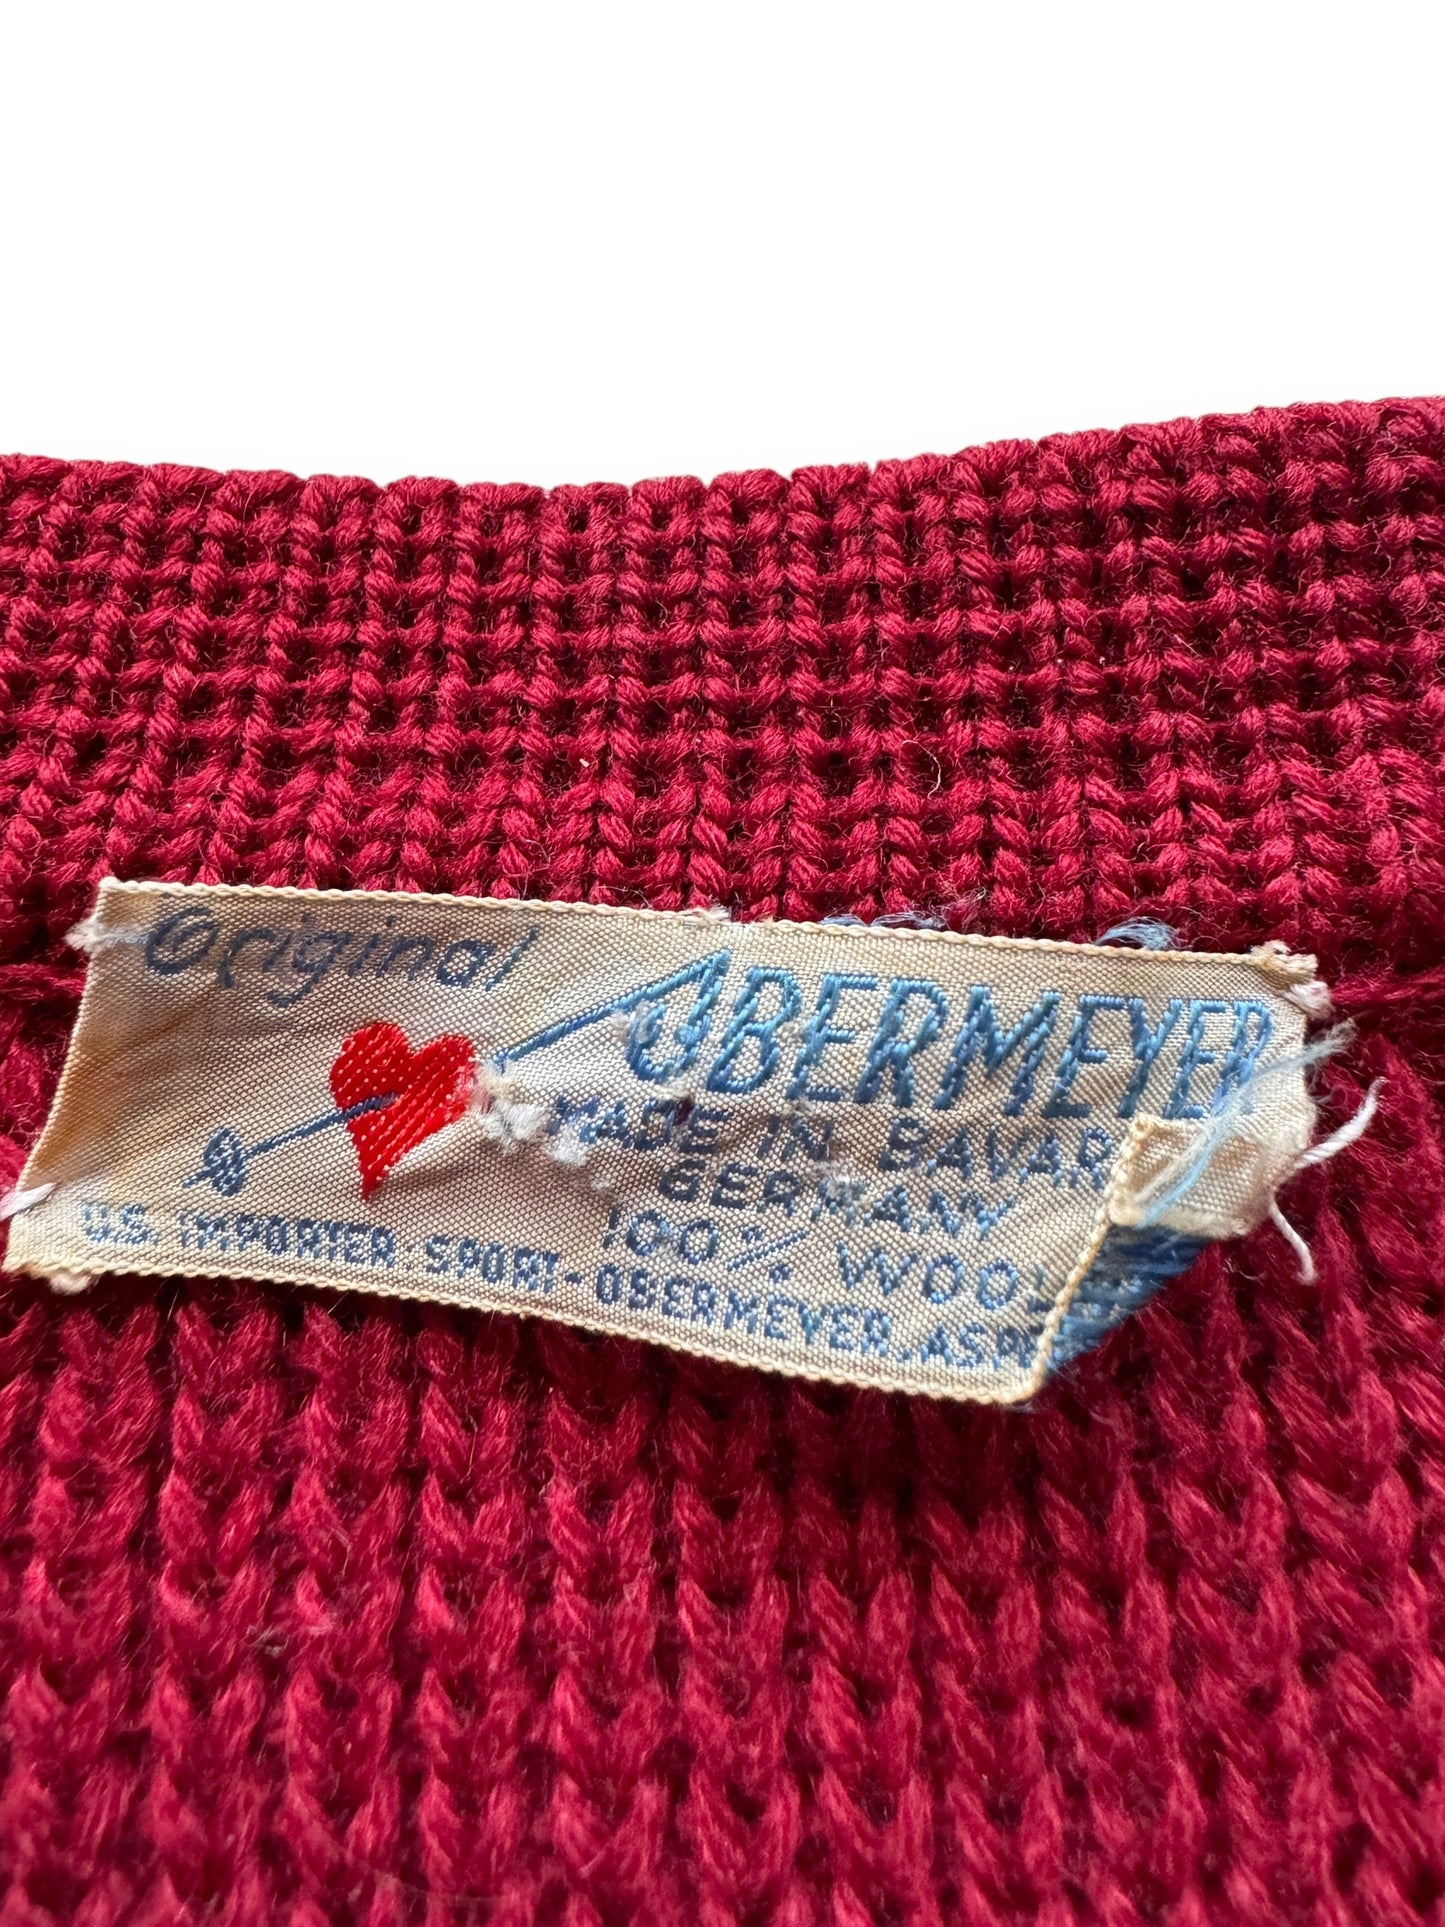 Original
OBERMEYER
MADE IN BAVAR
GERMANY
100% WOOL
U.S. IMPORTER: SPORT-OBERMEYER, ASP